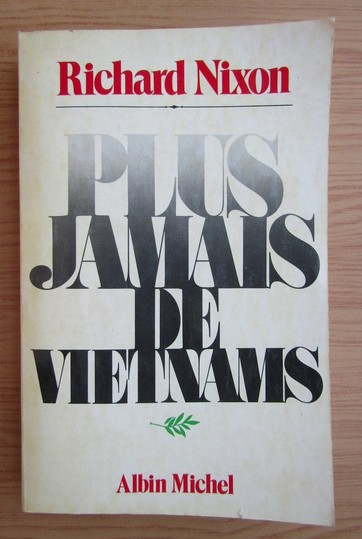 Richard Nixon
PLUS
JAMAIS
DE
VIETNAMS
Albin Michel